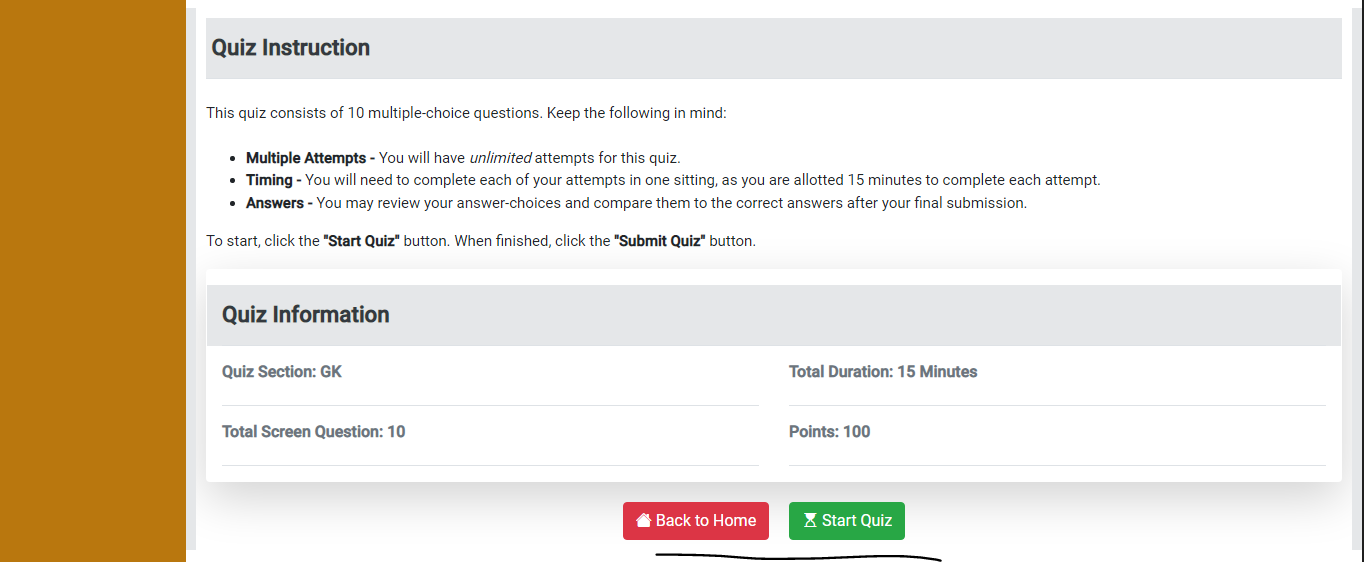 Quiz Instruction
This quiz consists of 10 multiple-choice questions. Keep the following in mind:
Multiple Attempts - You will have unlimited attempts for this quiz.
Timing - You will need to complete each of your attempts in one sitting, as you are allotted 15 minutes to complete each attempt.
Answers - You may review your answer-choices and compare them to the correct answers after your final submission.
To start, click the "Start Quiz" button. When finished, click the "Submit Quiz" button.
Quiz Information
Quiz Section: GK
Total Duration: 15 Minutes
Total Screen Question: 10
Points: 100
Back to Home
Start Quiz